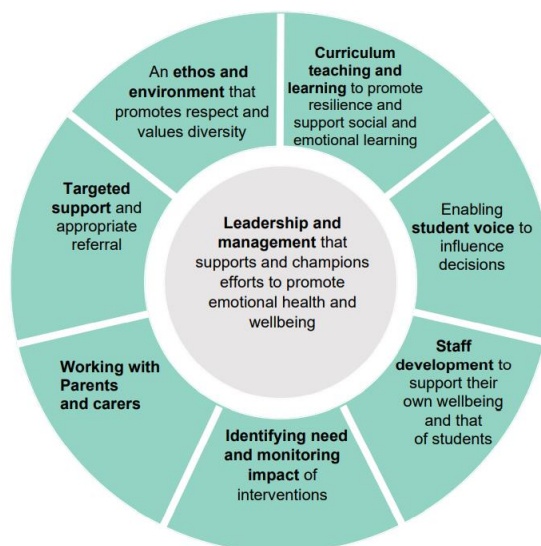 An ethos and
environment that
promotes respect and
values diversity
Curriculum
teaching and
learning to promote
resilience and
support social and
emotional learning
Enabling
student voice to
influence
decisions
Staff
development to
support their
own wellbeing
and that
of students
Identifying need
and monitoring
impact of
interventions
Working with
Parents
and carers
Targeted
support and
appropriate
referral
Leadership and
management that
supports and champions
efforts to promote
emotional health and
wellbeing